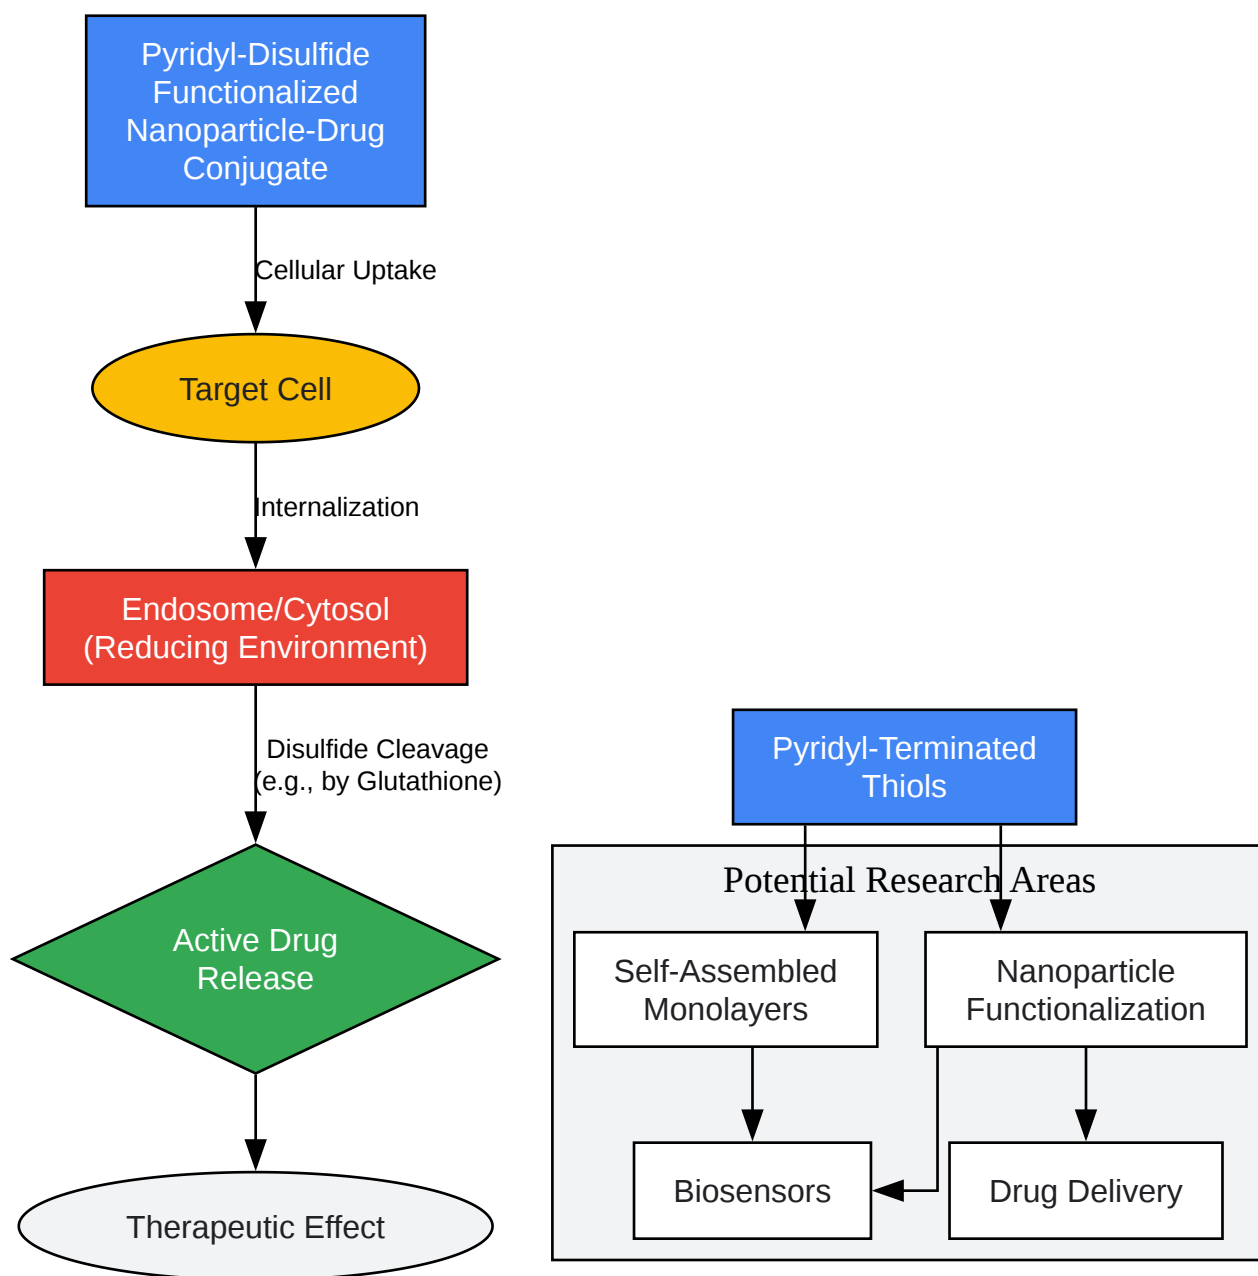 Pyridyl-Disulfide
Functionalized
Nanoparticle-Drug
Conjugate
Cellular Uptake
Target Cell
Internalization
Endosome/Cytosol
(Reducing Environment)
Disulfide Cleavage
(e.g., by Glutathione)
Active Drug
Release
Therapeutic Effect
Pyridyl-Terminated
Thiols
Potential Research Areas
Self-Assembled
Monolayers
Nanoparticle
Functionalization
Biosensors
Drug Delivery